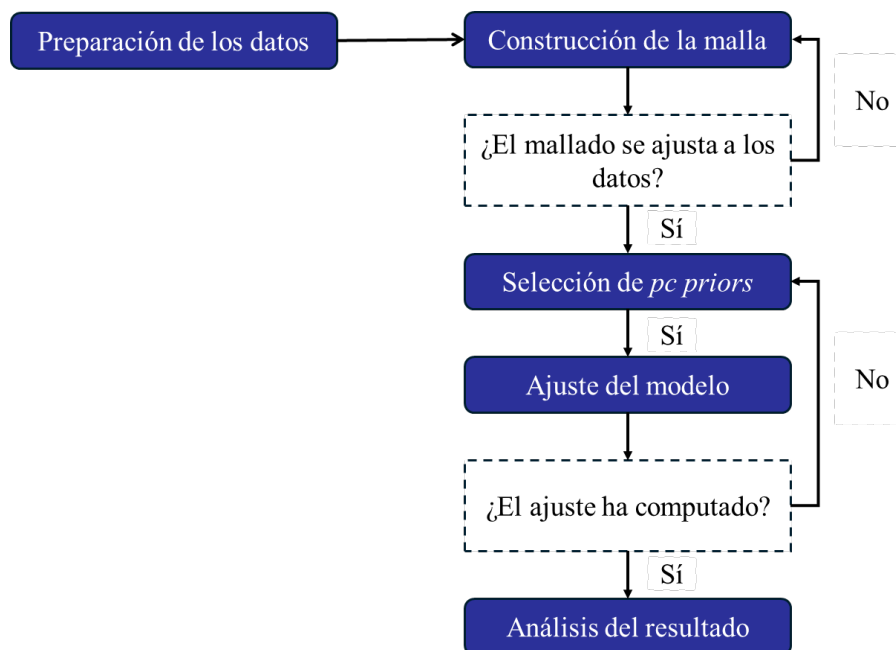 Preparación de los datos
Construcción de la malla
No
¿El mallado se ajusta a los
datos?
Sí
Selección de pc priors
Sí
No
Ajuste del modelo
¿El ajuste ha computado?
Sí
Análisis del resultado